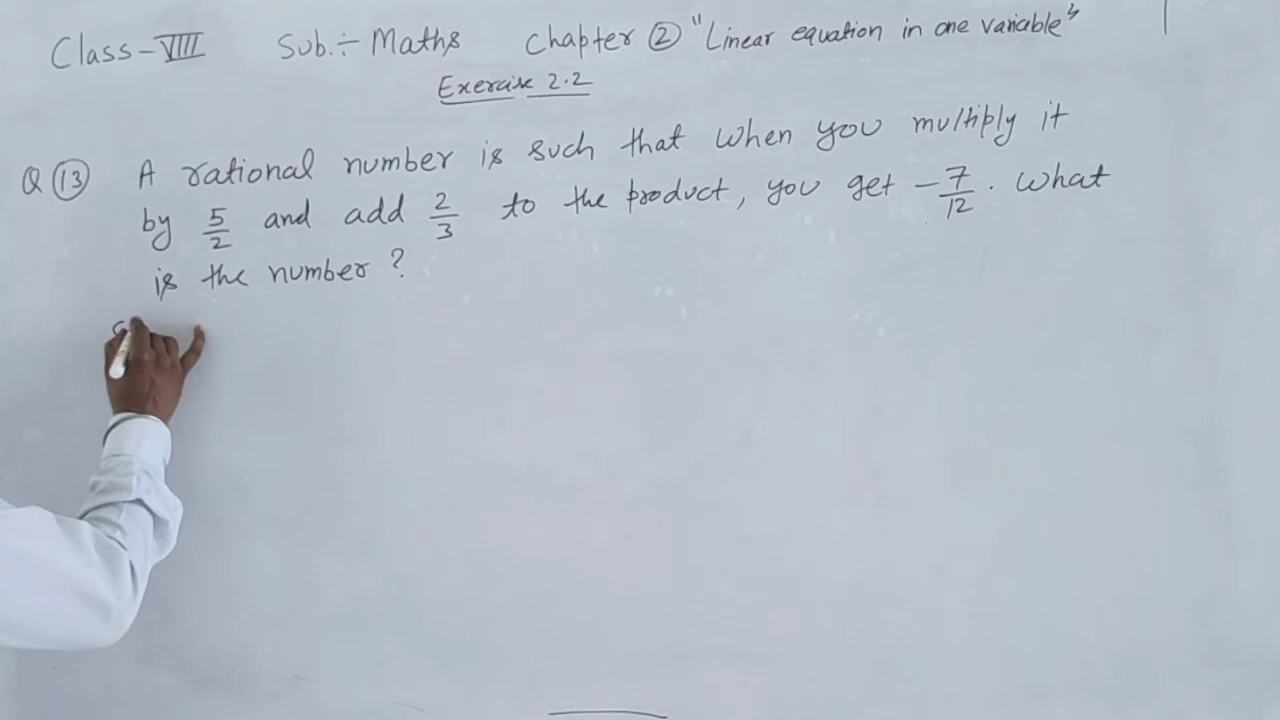 Class-VIII Sub.÷ Maths Chapter ② "Linear equation in one variable"
Exercise 2.2
Q ⑬ A rational number is such that when you multiply it
by 5/2 and add 2/3 to the product, you get -7/12. What
is the number?